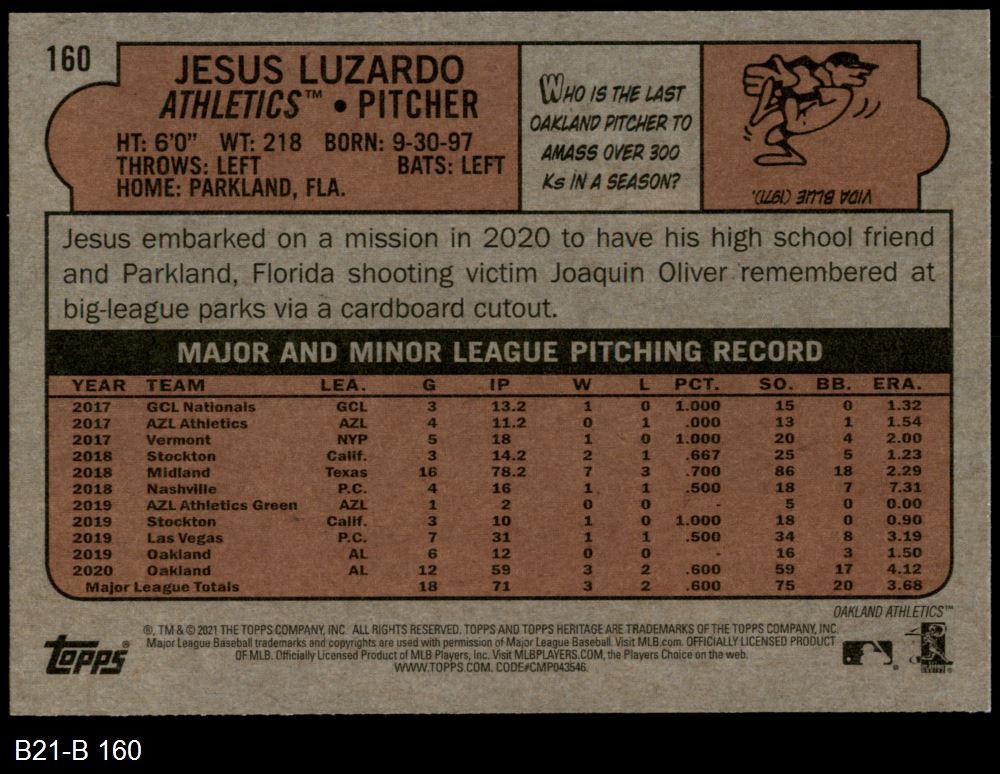 160
JESUS LUZARDO
ATHLETICS™ • PITCHER
HT: 6'0" WT: 218 BORN: 9-30-97
THROWS: LEFT BATS: LEFT
HOME: PARKLAND, FLA.
WHO IS THE LAST
OAKLAND PITCHER TO
AMASS OVER 300
Ks IN A SEASON?
VIDA BLUE (1971).
Jesus embarked on a mission in 2020 to have his high school friend
and Parkland, Florida shooting victim Joaquin Oliver remembered at
big-league parks via a cardboard cutout.
MAJOR AND MINOR LEAGUE PITCHING RECORD
YEAR TEAM LEA. G IP W L PCT. SO. BB. ERA.
2017 GCL Nationals GCL 3 13.2 1 0 1.000 15 0 1.32
2017 AZL Athletics AZL 4 11.2 0 1 .000 13 1 1.54
2017 Vermont NYP 5 18 1 0 1.000 20 4 2.00
2018 Stockton Calif. 3 14.2 2 1 .667 25 5 1.23
2018 Midland Texas 16 78.2 7 3 .700 86 18 2.29
2018 Nashville P.C. 4 16 1 1 .500 18 7 7.31
2019 AZL Athletics Green AZL 1 2 0 0 - 5 0 0.00
2019 Stockton Calif. 3 10 1 0 1.000 18 0 0.90
2019 Las Vegas P.C. 7 31 1 1 .500 34 8 3.19
2019 Oakland AL 6 12 0 0 - 16 3 1.50
2020 Oakland AL 12 59 3 2 .600 59 17 4.12
Major League Totals 18 71 3 2 .600 75 20 3.68
OAKLAND ATHLETICS™
®, TM & © 2021 THE TOPPS COMPANY, INC. ALL RIGHTS RESERVED. TOPPS AND TOPPS HERITAGE ARE TRADEMARKS OF THE TOPPS COMPANY, INC.
Major League Baseball trademarks and copyrights are used with permission of Major League Baseball. Visit MLB.com. OFFICIALLY LICENSED PRODUCT
OF MLB. Officially Licensed Product of MLB Players, Inc. Visit MLBPLAYERS.COM, the Players Choice on the web.
WWW.TOPPS.COM. CODE#CMP043546.
Topps®
B21-B 160